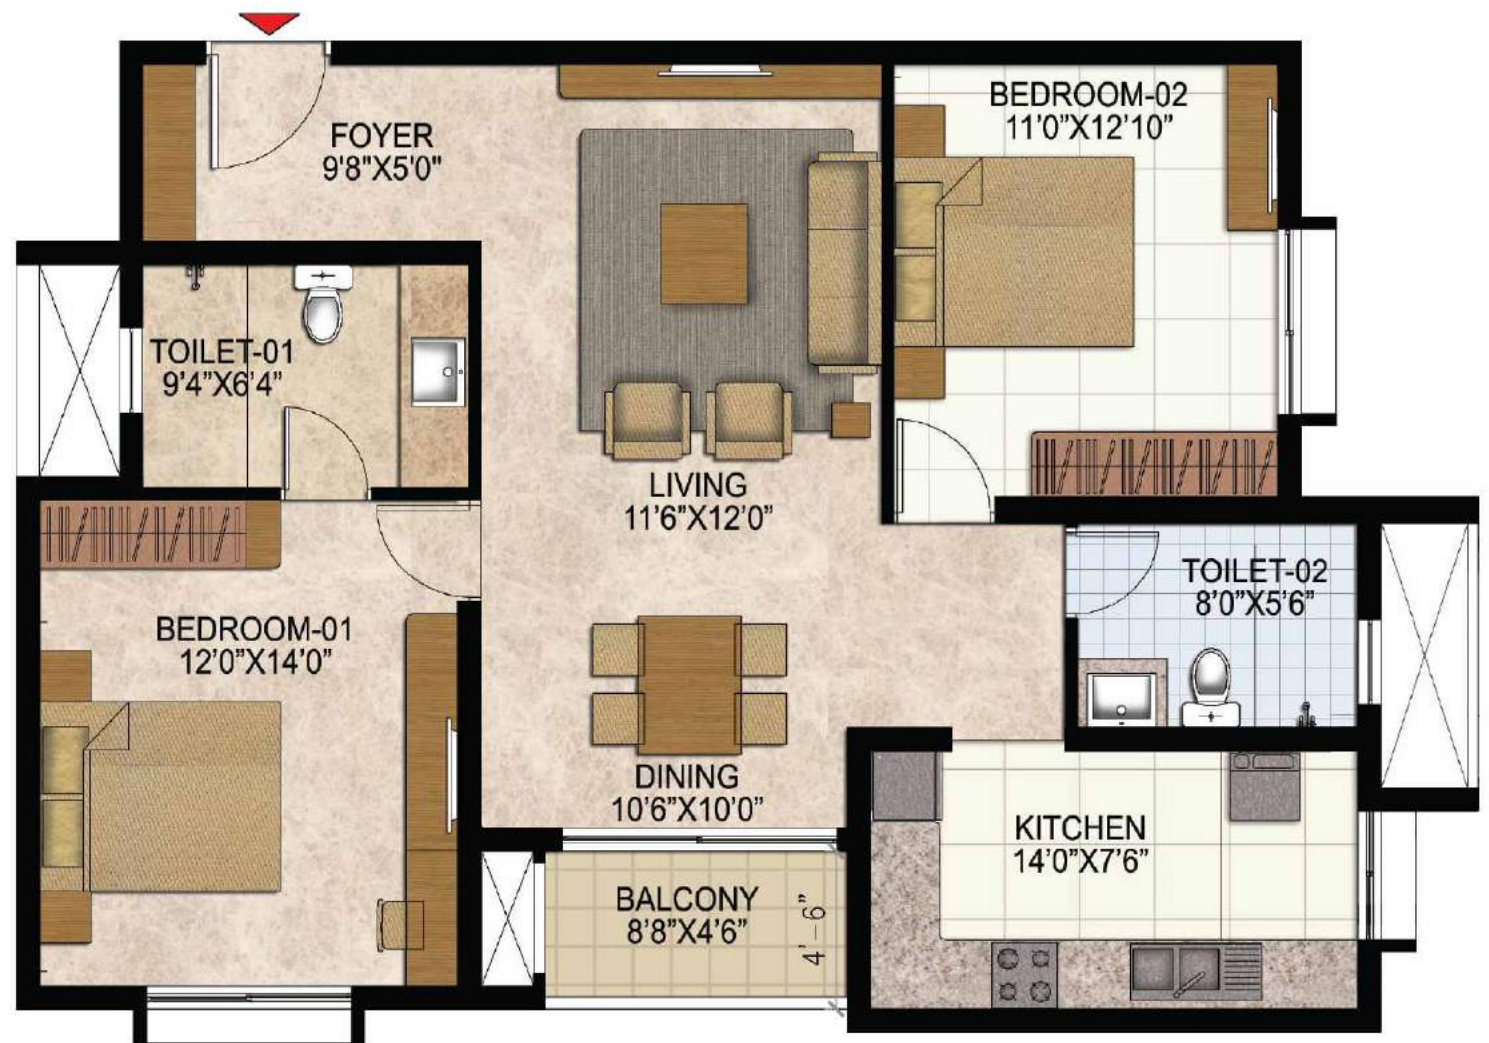 FOYER
9'8"X5'0"
BEDROOM-02
11'0"X12'10"
TOILET-01
9'4"X6'4"
LIVING
11'6"X12'0"
TOILET-02
8'0"X5'6"
BEDROOM-01
12'0"X14'0"
DINING
10'6"X10'0"
KITCHEN
14'0"X7'6"
BALCONY
8'8"X4'6"
4'-6"